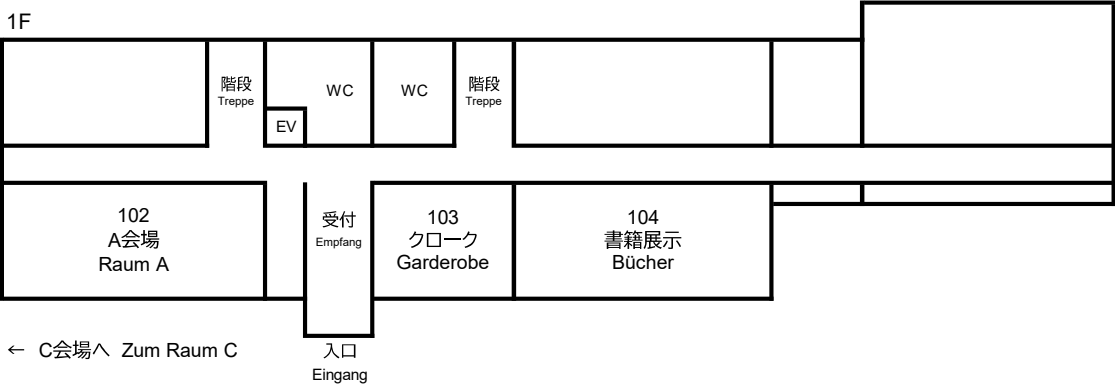 1F
階段
Treppe
WC
WC
階段
Treppe
EV
102
A会場
Raum A
受付
Empfang
103
クローク
Garderobe
104
書籍展示
Bücher
← C会場へ Zum Raum C
入口
Eingang